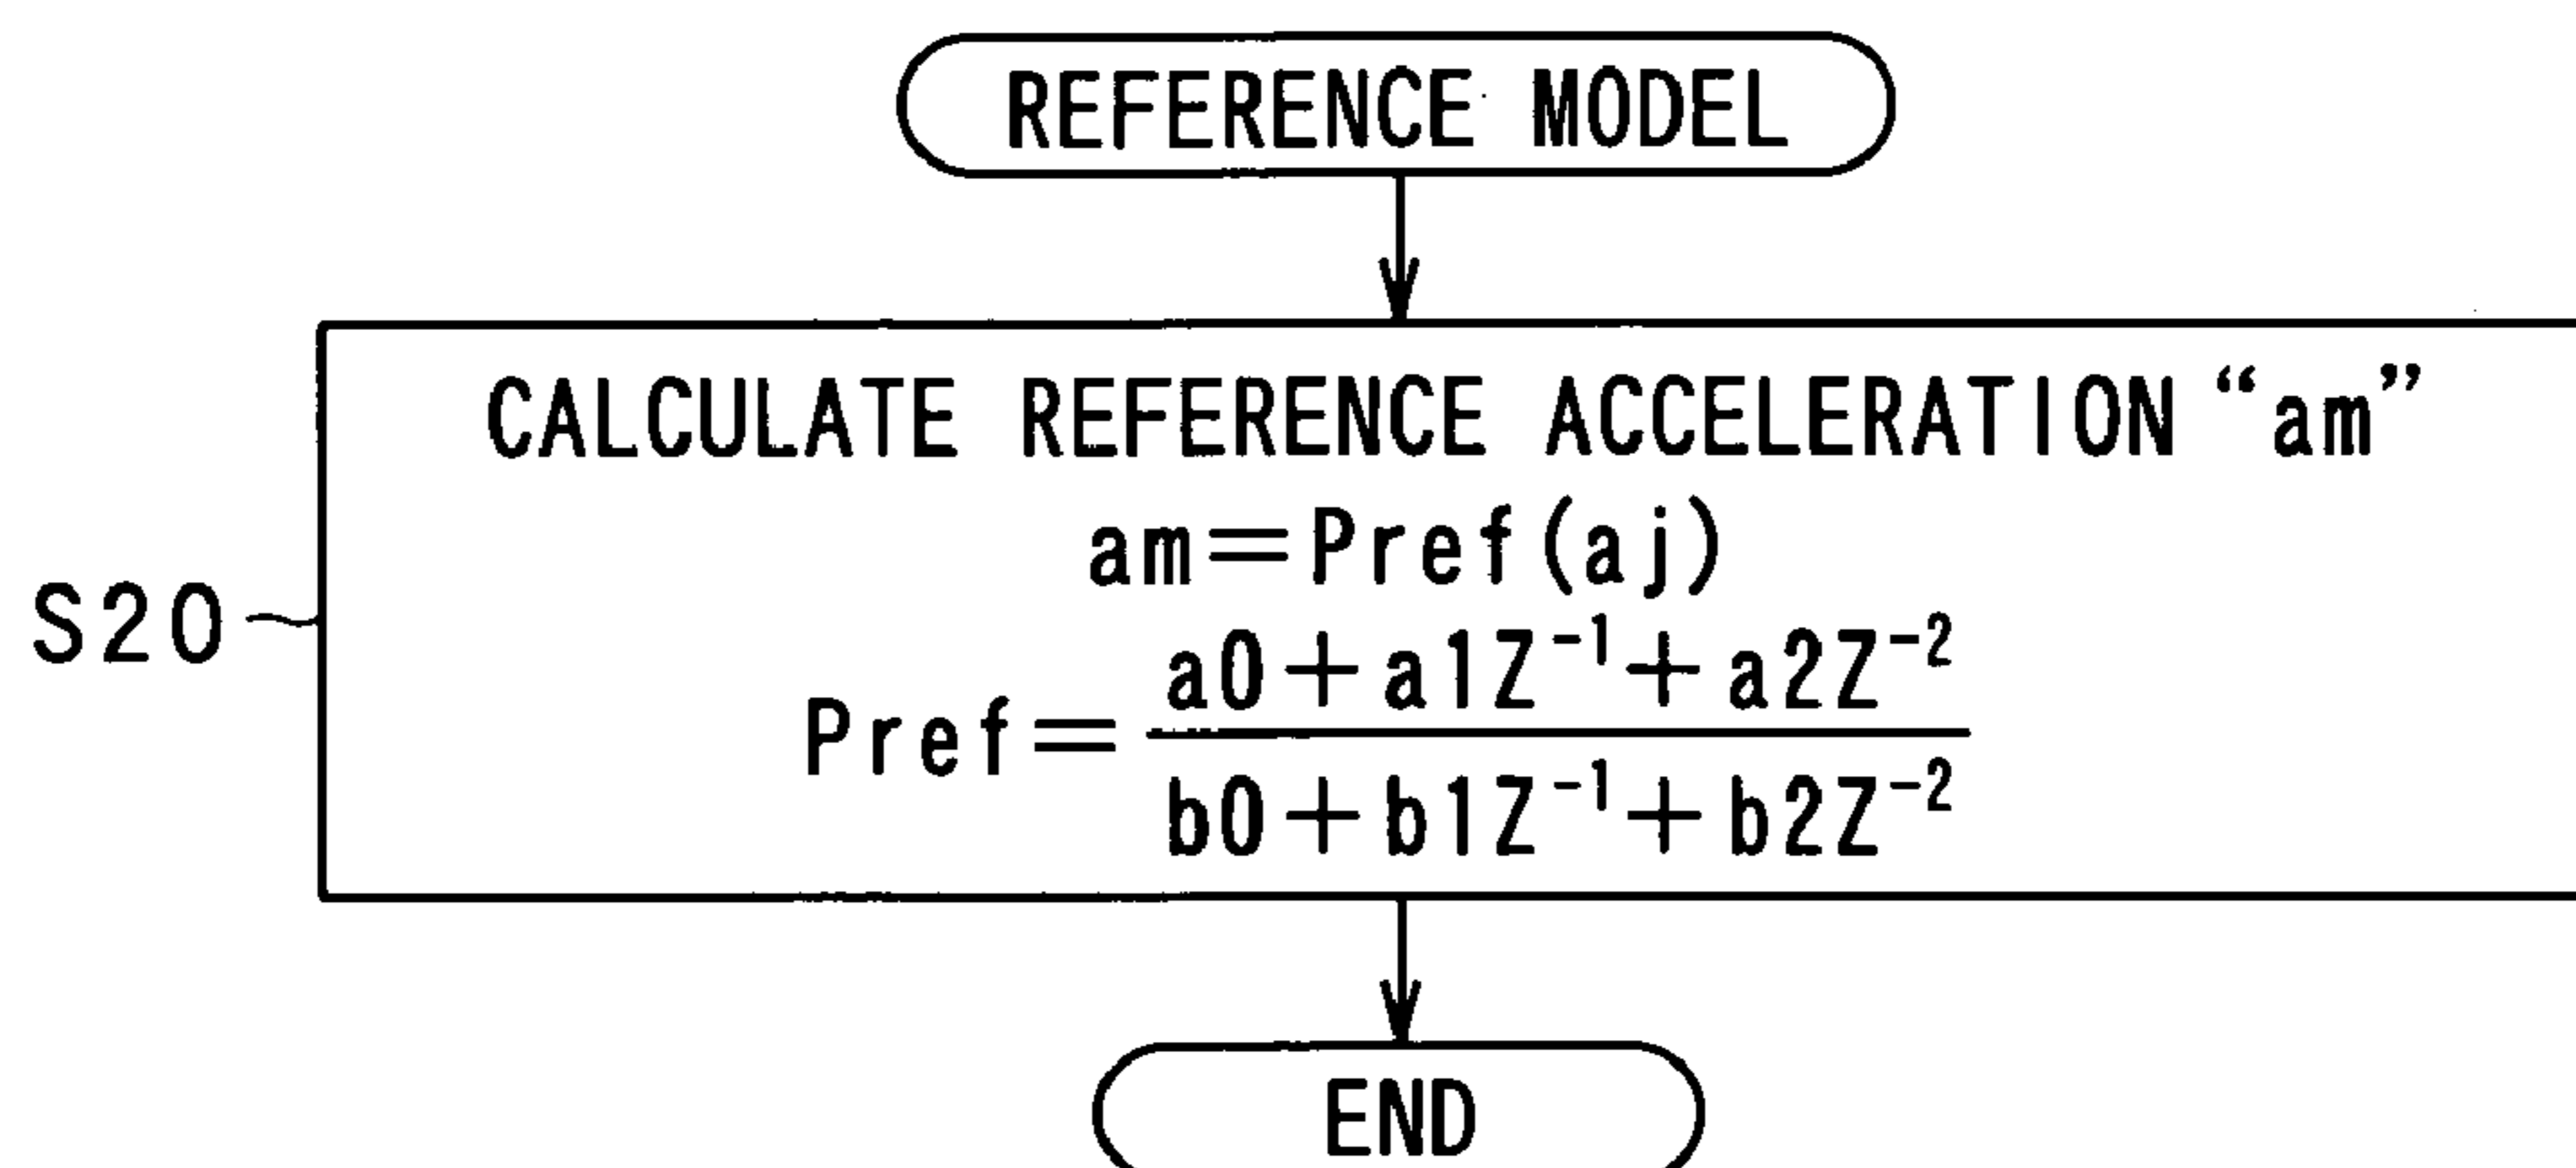 REFERENCE MODEL
CALCULATE REFERENCE ACCELERATION “am”
am=Pref(aj)
S20
Pref= a0+a1Z⁻¹+a2Z⁻² / b0+b1Z⁻¹+b2Z⁻²
END